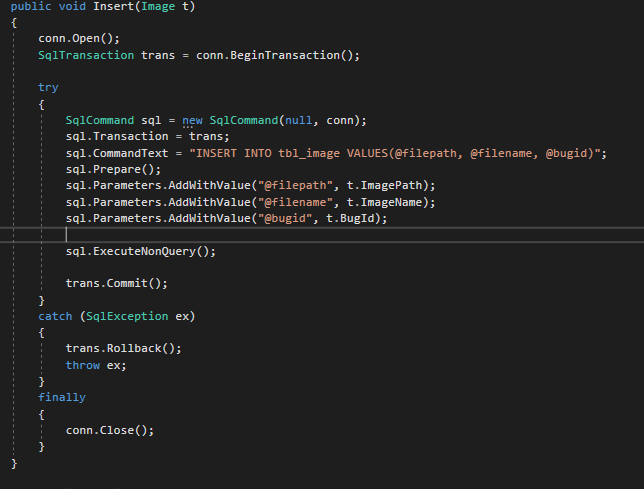 public void Insert(Image t)
{
conn.Open();
SqlTransaction trans = conn.BeginTransaction();
try
{
SqlCommand sql = new SqlCommand(null, conn);
sql.Transaction = trans;
sql.CommandText = "INSERT INTO tbl_image VALUES(@filepath, @filename, @bugid)";
sql.Prepare();
sql.Parameters.AddWithValue("@filepath", t.ImagePath);
sql.Parameters.AddWithValue("@filename", t.ImageName);
sql.Parameters.AddWithValue("@bugid", t.BugId);
sql.ExecuteNonQuery();
trans.Commit();
}
catch (SqlException ex)
{
trans.Rollback();
throw ex;
}
finally
{
conn.Close();
}
}